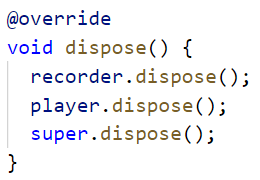 @override
void dispose() {
  recorder.dispose();
  player.dispose();
  super.dispose();
}